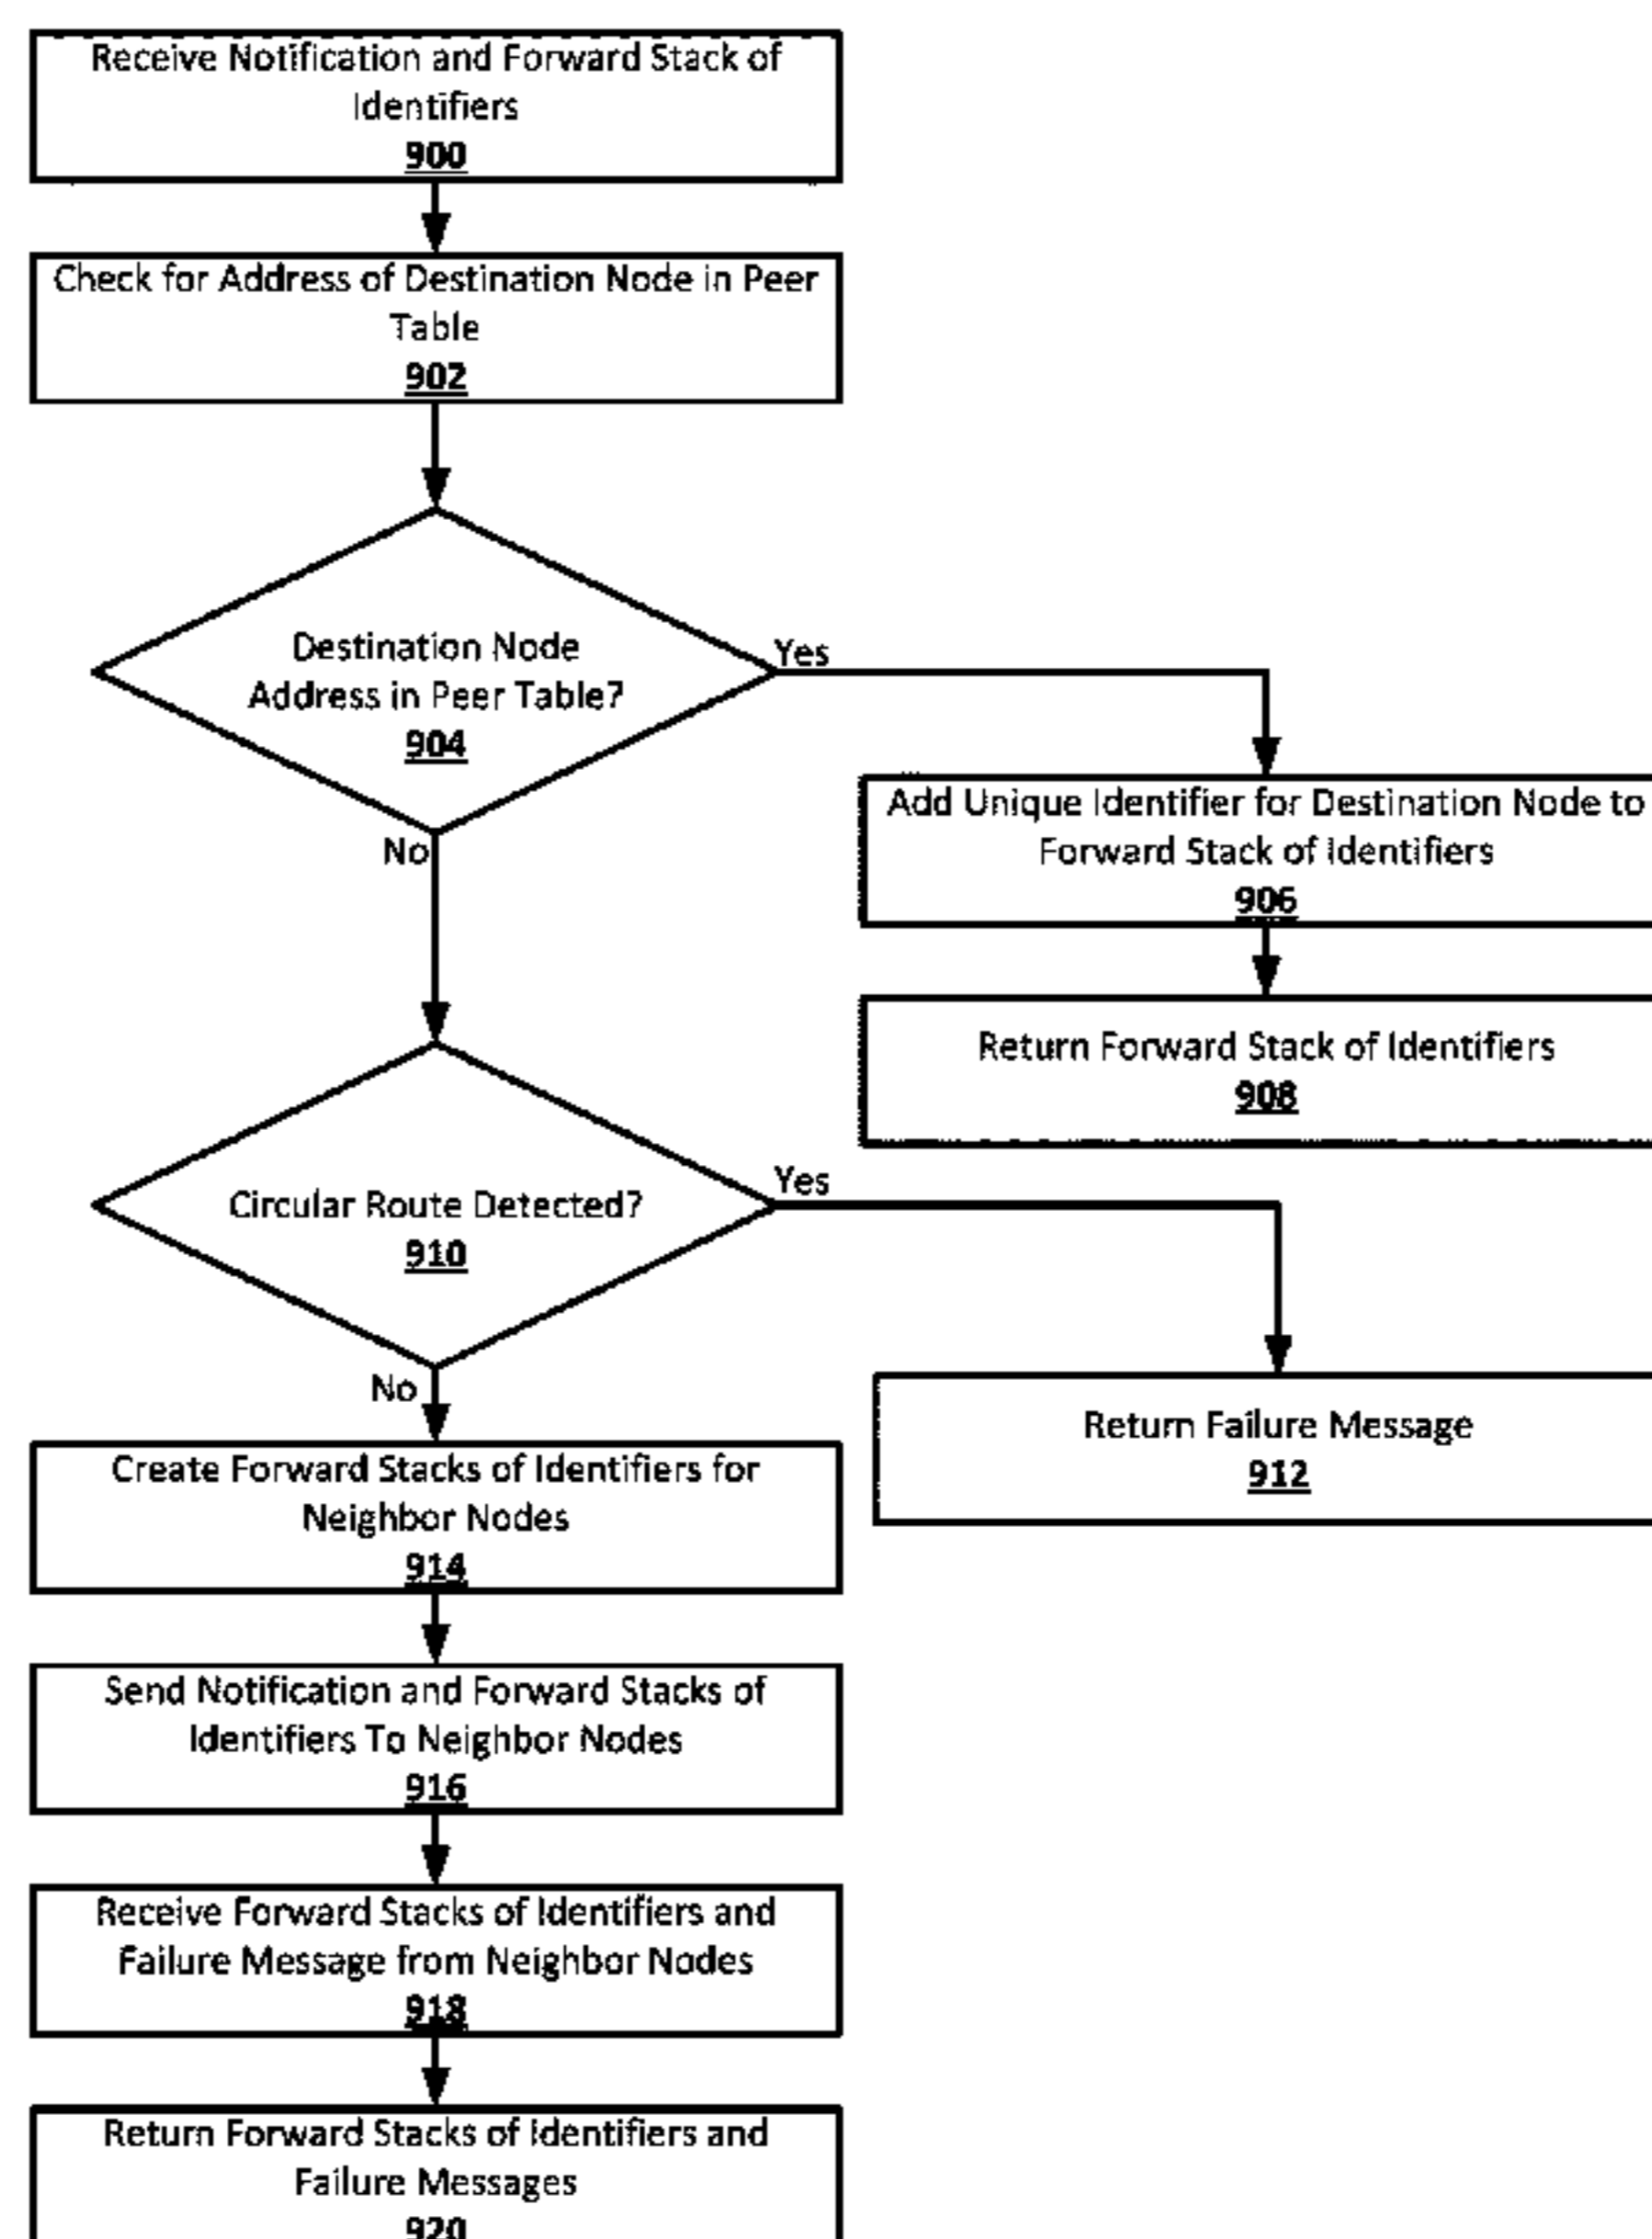 Receive Notification and Forward Stack of
Identifiers
900
Check for Address of Destination Node in Peer
Table
902
Destination Node
Address in Peer Table?
904
Yes
No
Add Unique Identifier for Destination Node to
Forward Stack of Identifiers
906
Return Forward Stack of Identifiers
908
Circular Route Detected?
910
Yes
No
Return Failure Message
912
Create Forward Stacks of Identifiers for
Neighbor Nodes
914
Send Notification and Forward Stacks of
Identifiers To Neighbor Nodes
916
Receive Forward Stacks of Identifiers and
Failure Message from Neighbor Nodes
918
Return Forward Stacks of Identifiers and
Failure Messages
920